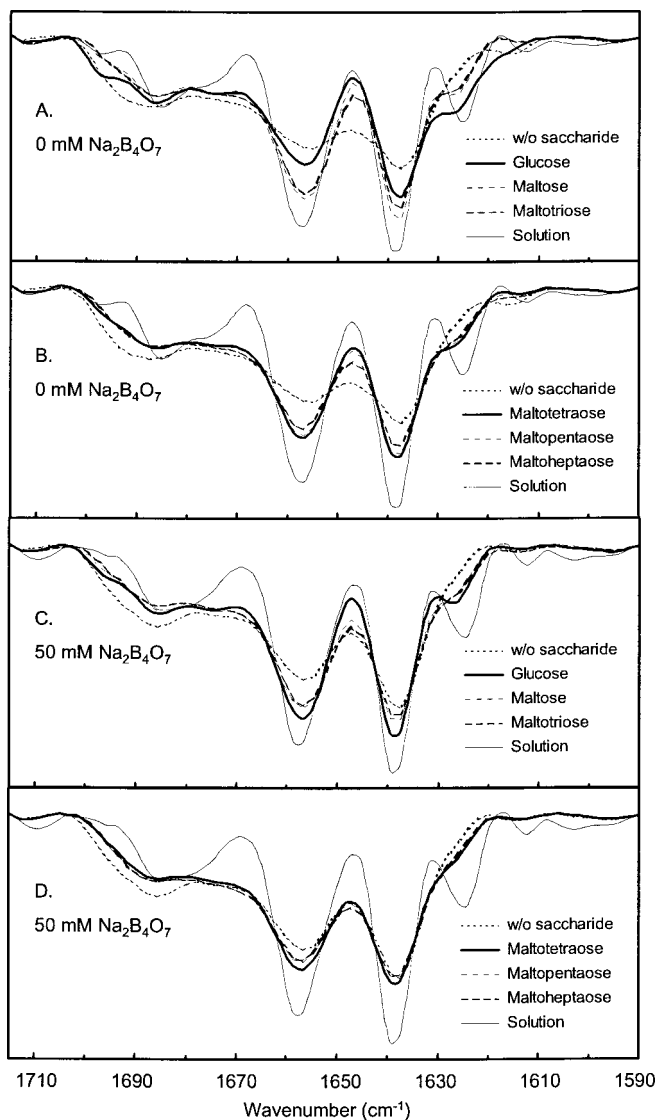 A.
0 mM Na₂B₄O₇
w/o saccharide
Glucose
Maltose
Maltotriose
Solution
B.
0 mM Na₂B₄O₇
w/o saccharide
Maltotetraose
Maltopentaose
Maltoheptaose
Solution
C.
50 mM Na₂B₄O₇
w/o saccharide
Glucose
Maltose
Maltotriose
Solution
D.
50 mM Na₂B₄O₇
w/o saccharide
Maltotetraose
Maltopentaose
Maltoheptaose
Solution
1710 1690 1670 1650 1630 1610 1590
Wavenumber (cm⁻¹)